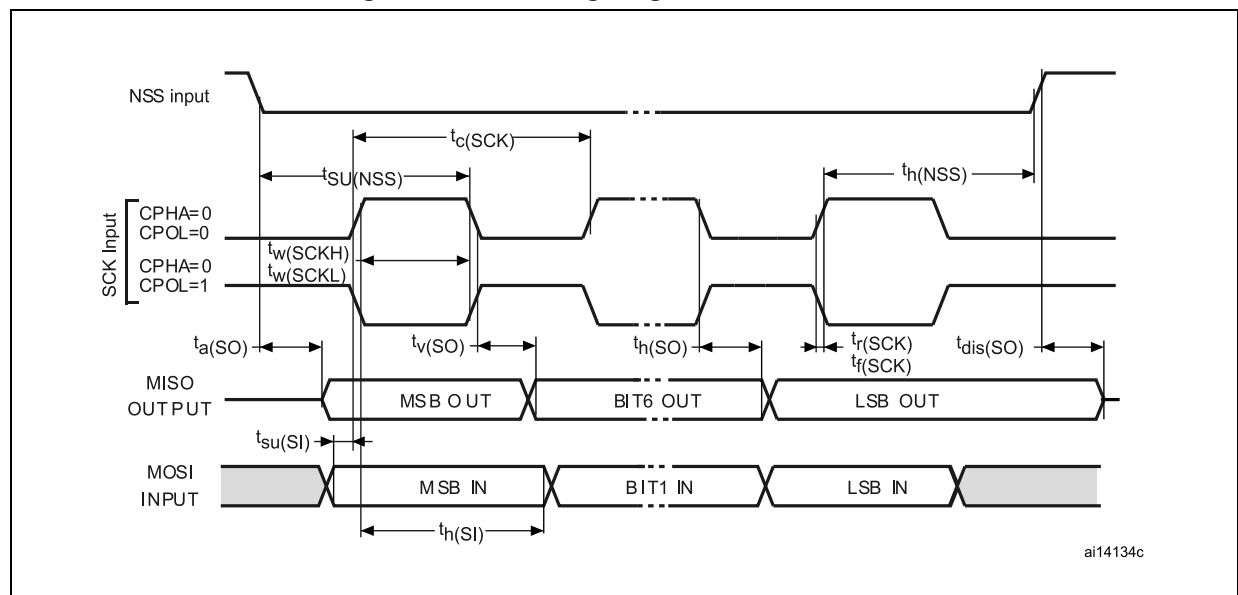 NSS input
tc(SCK)
tSU(NSS)
th(NSS)
SCK Input
CPHA=0
CPOL=0
tw(SCKH)
CPHA=0
tw(SCKL)
CPOL=1
ta(SO)
tv(SO)
th(SO)
tr(SCK)
tf(SCK)
tdis(SO)
MISO
OUTPUT
MSB OUT
BIT6 OUT
LSB OUT
tsu(SI)
MOSI
INPUT
MSB IN
BIT1 IN
LSB IN
th(SI)
ai14134c